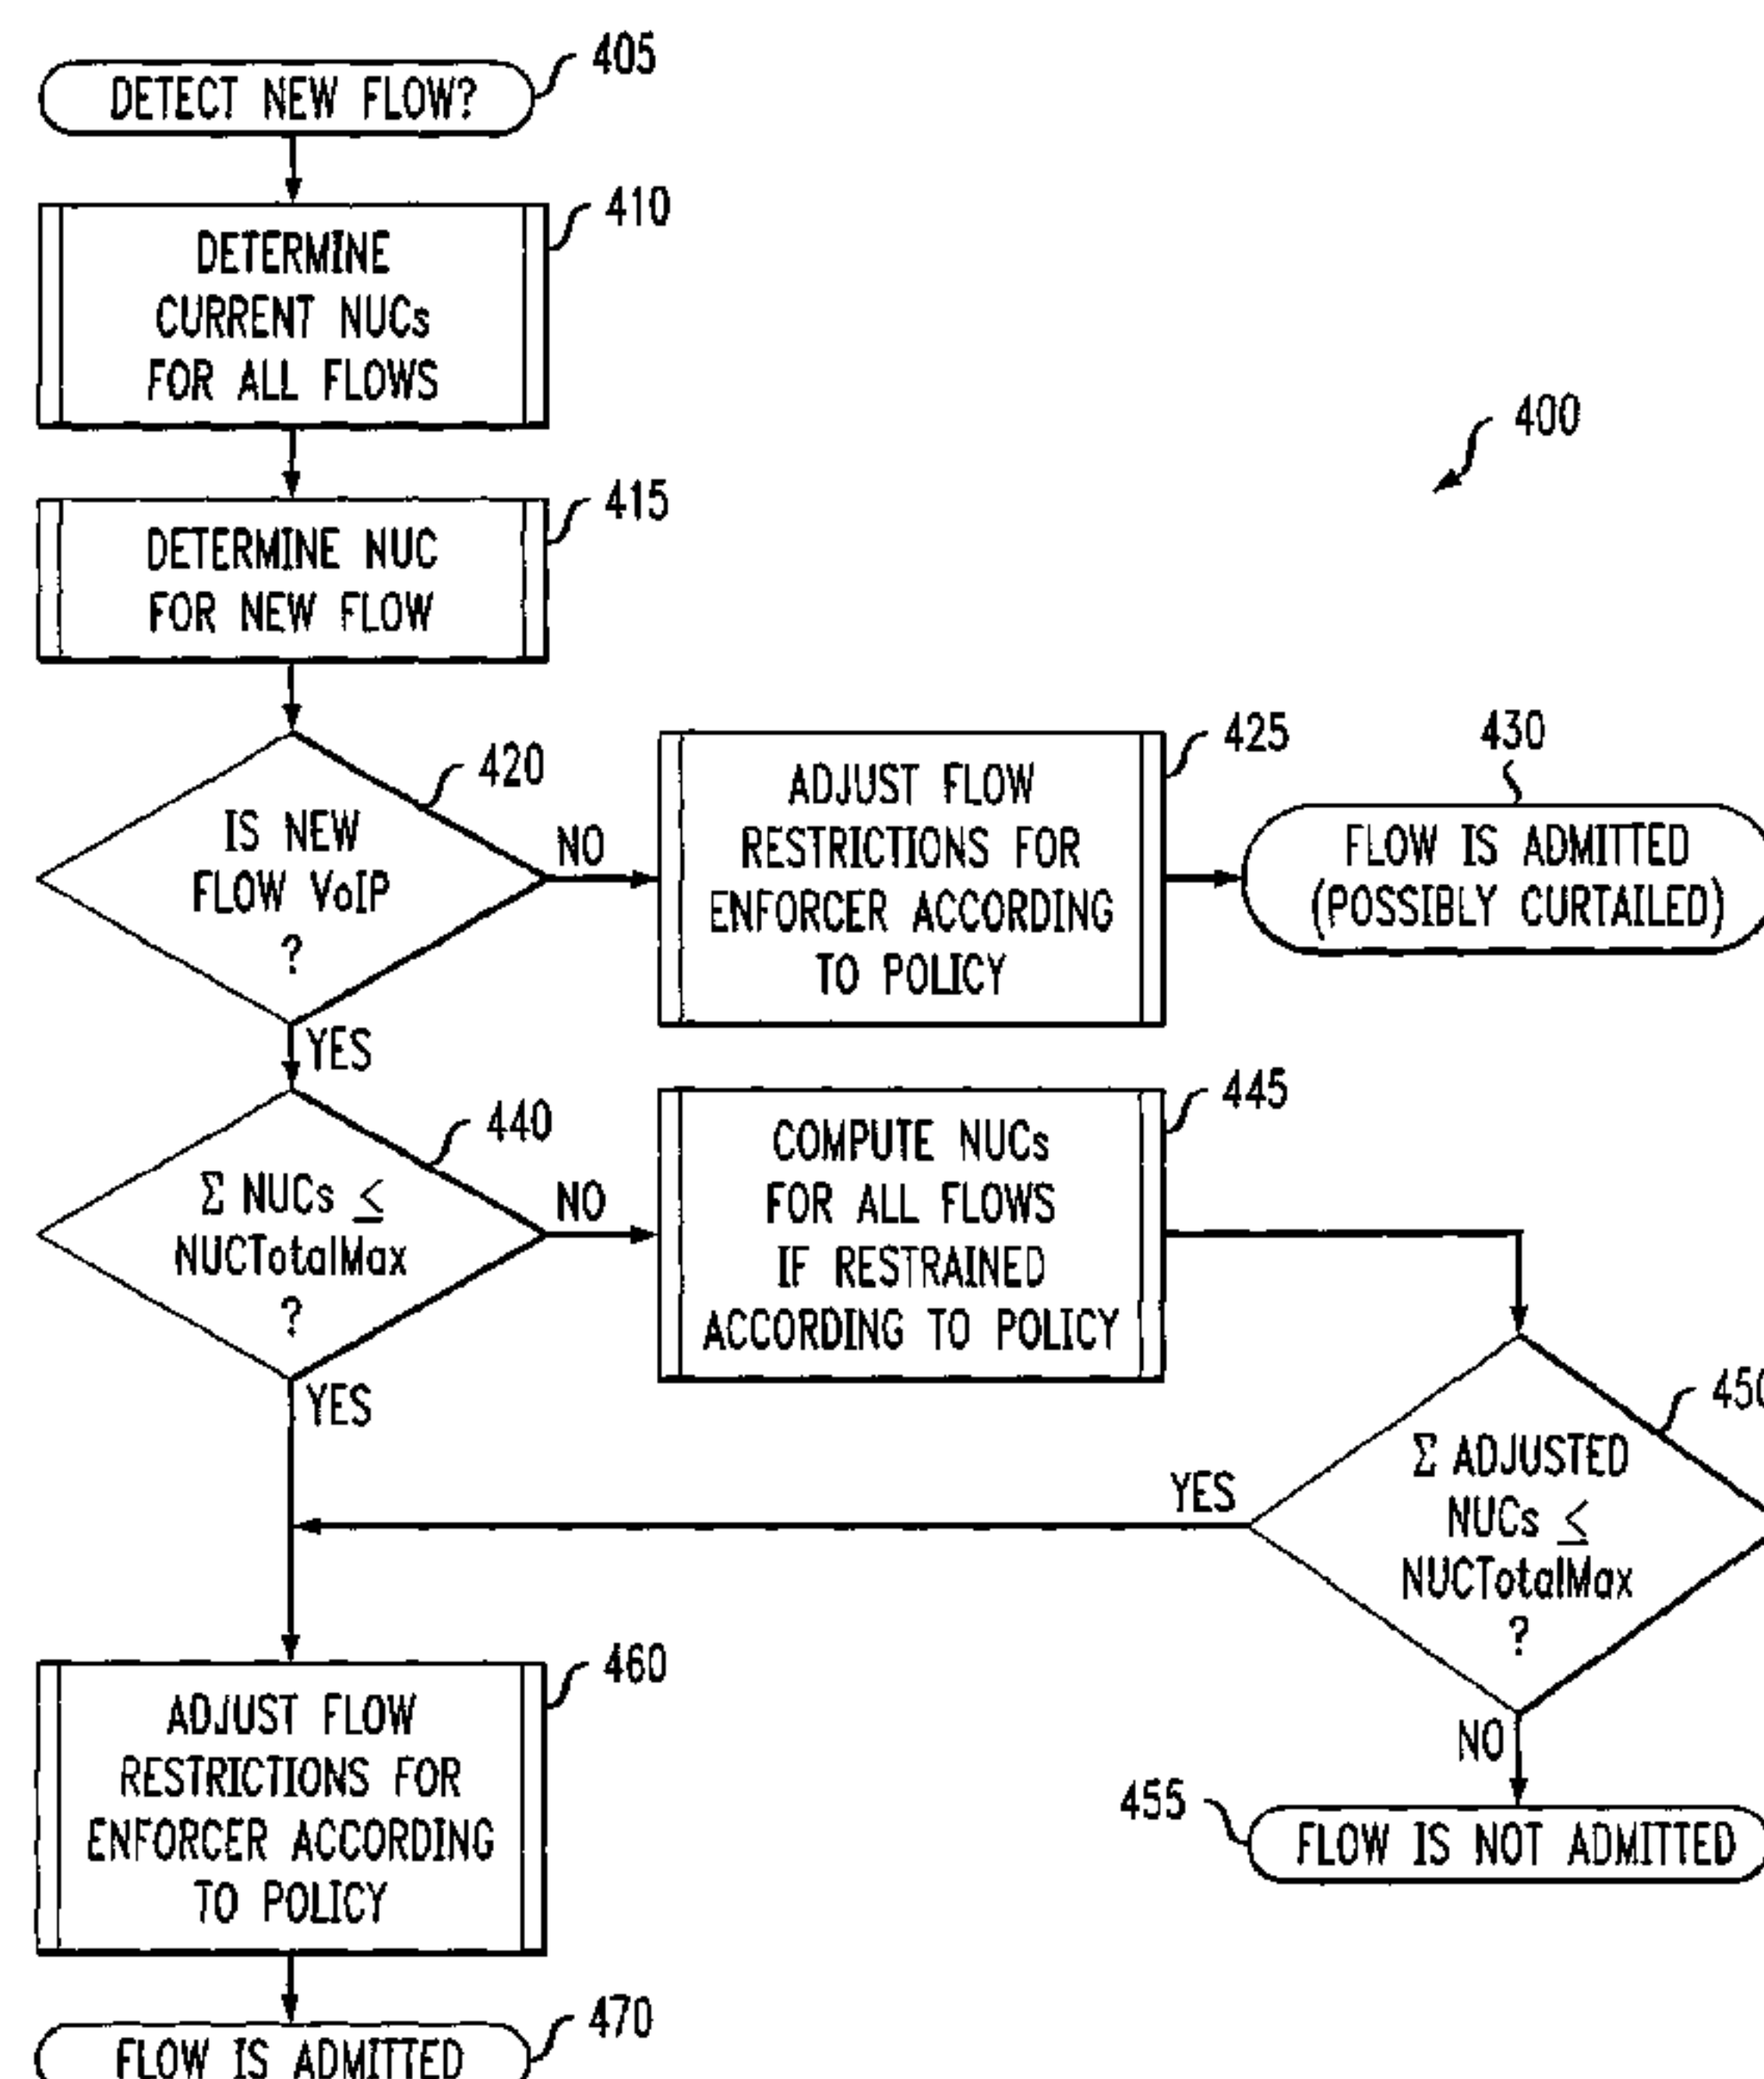 405
DETECT NEW FLOW?
410
DETERMINE
CURRENT NUCs
FOR ALL FLOWS
400
415
DETERMINE NUC
FOR NEW FLOW
420
IS NEW
FLOW VoIP
?
NO
YES
425
ADJUST FLOW
RESTRICTIONS FOR
ENFORCER ACCORDING
TO POLICY
430
FLOW IS ADMITTED
(POSSIBLY CURTAILED)
440
Σ NUCs ≤
NUCTotalMax
?
NO
YES
445
COMPUTE NUCs
FOR ALL FLOWS
IF RESTRAINED
ACCORDING TO POLICY
450
Σ ADJUSTED
NUCs ≤
NUCTotalMax
?
YES
NO
455
FLOW IS NOT ADMITTED
460
ADJUST FLOW
RESTRICTIONS FOR
ENFORCER ACCORDING
TO POLICY
470
FLOW IS ADMITTED